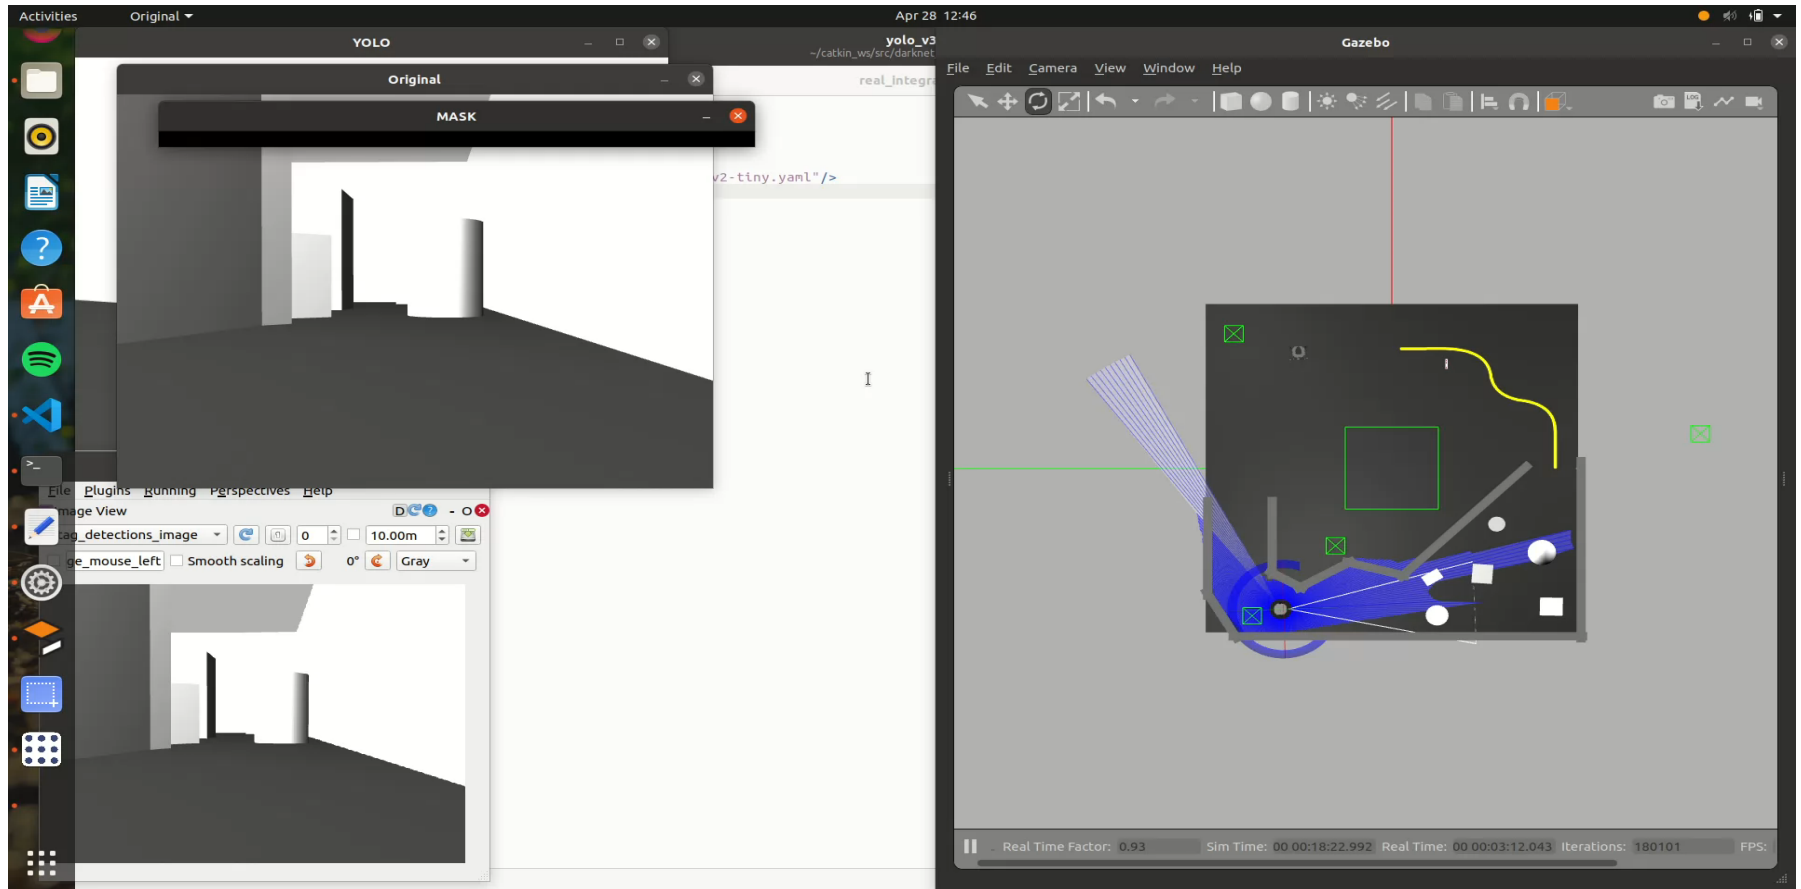 Activities
Original
Apr 28 12:46
YOLO
yolo_v3
~/catkin_ws/src/darknet
Original
real_integra
MASK
v2-tiny.yaml"/>
File Plugins Running Perspectives Help
mage View
D
- O
tag_detections_image
0
10.00m
ge_mouse_left
Smooth scaling
0°
Gray
Gazebo
File Edit Camera View Window Help
LOG
Real Time Factor: 0.93 Sim Time: 00 00:18:22.992 Real Time: 00 00:03:12.043 Iterations: 180101 FPS: